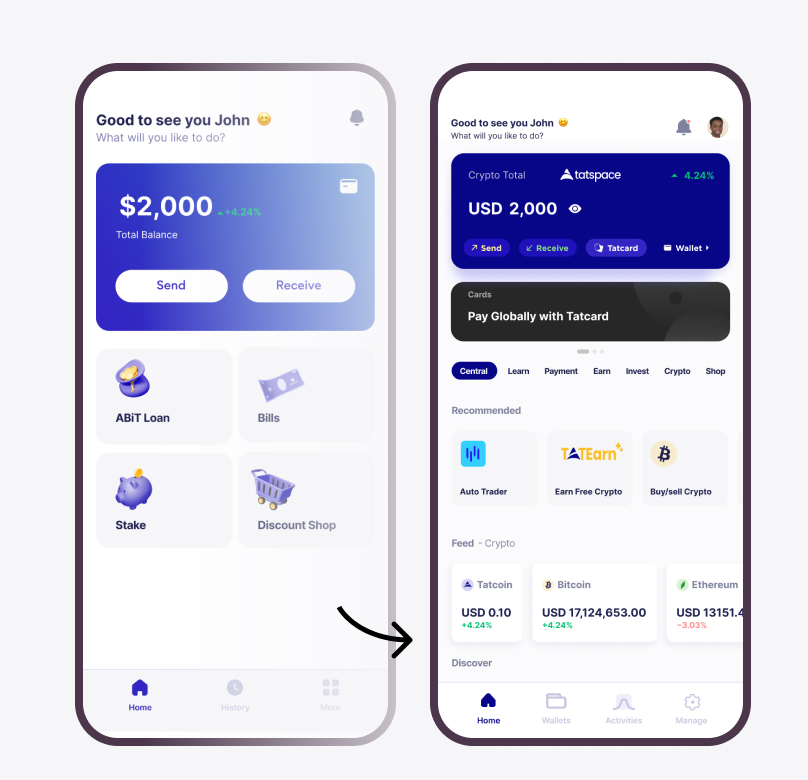 Good to see you John 😊
What will you like to do?
$2,000 +4.24%
Total Balance
Send Receive
ABiT Loan Bills
Stake Discount Shop
Home History More
Good to see you John 😊
What will you like to do?
Crypto Total tatspace 4.24%
USD 2,000
Send Receive Tatcard Wallet
Cards
Pay Globally with Tatcard
Central Learn Payment Earn Invest Crypto Shop
Recommended
TATEarn
Auto Trader Earn Free Crypto Buy/sell Crypto
Feed - Crypto
Tatcoin Bitcoin Ethereum
USD 0.10 USD 17,124,653.00 USD 13151.4
+4.24% +4.24% −3.03%
Discover
Home Wallets Activities Manage